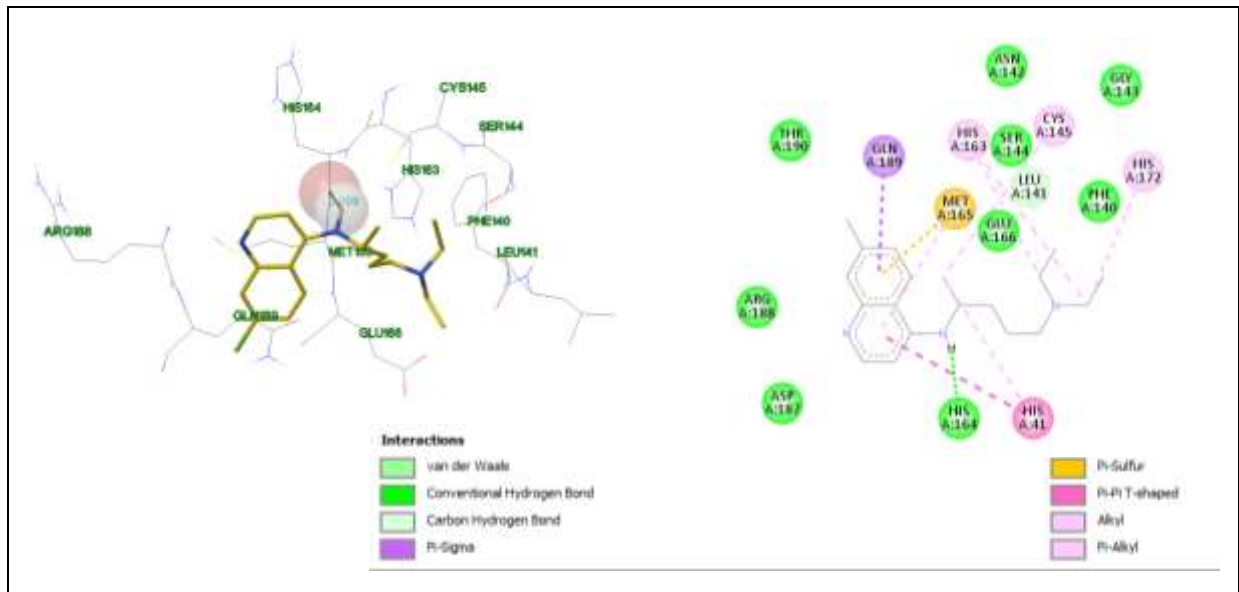 HIS164
CYS145
SER144
HIS163
PHE140
ARG188
LEU141
GLU166
ASN
A:142
GLY
A:143
CYS
A:145
THR
A:190
HIS
A:163
SER
A:144
GLN
A:189
HIS
A:172
LEU
A:141
MET
A:165
PHE
A:140
GLU
A:166
ARG
A:188
N
N
N
H
ASP
A:187
HIS
A:164
HIS
A:41
Interactions
van der Waals
Conventional Hydrogen Bond
Carbon Hydrogen Bond
Pi-Sigma
Pi-Sulfur
Pi-Pi T-shaped
Alkyl
Pi-Alkyl